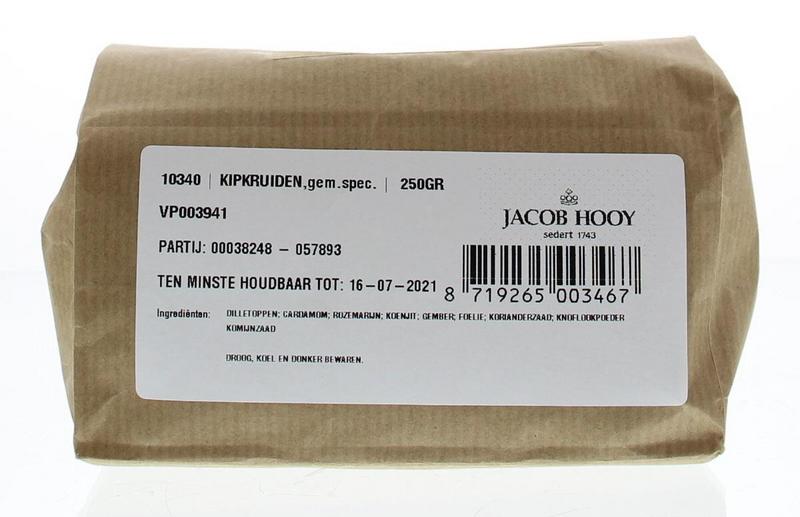 10340 | KIPKRUIDEN,gem.spec. | 250GR
VP003941
PARTIJ: 00038248 - 057893
TEN MINSTE HOUDBAAR TOT: 16-07-2021
JACOB HOOY
sedert 1743
8 719265 003467
Ingrediënten: DILLETOPPEN; CARDAMOM; ROZEMARIJN; KOENJIT; GEMBER; FOELIE; KORIANDERZAAD; KNOFLOOKPOEDER
KOMIJNZAAD
DROOG, KOEL EN DONKER BEWAREN.